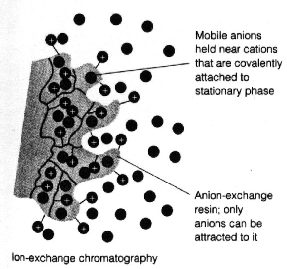 Mobile anions
held near cations
that are covalently
attached to
stationary phase
Anion-exchange
resin; only
anions can be
attracted to it
Ion-exchange chromatography